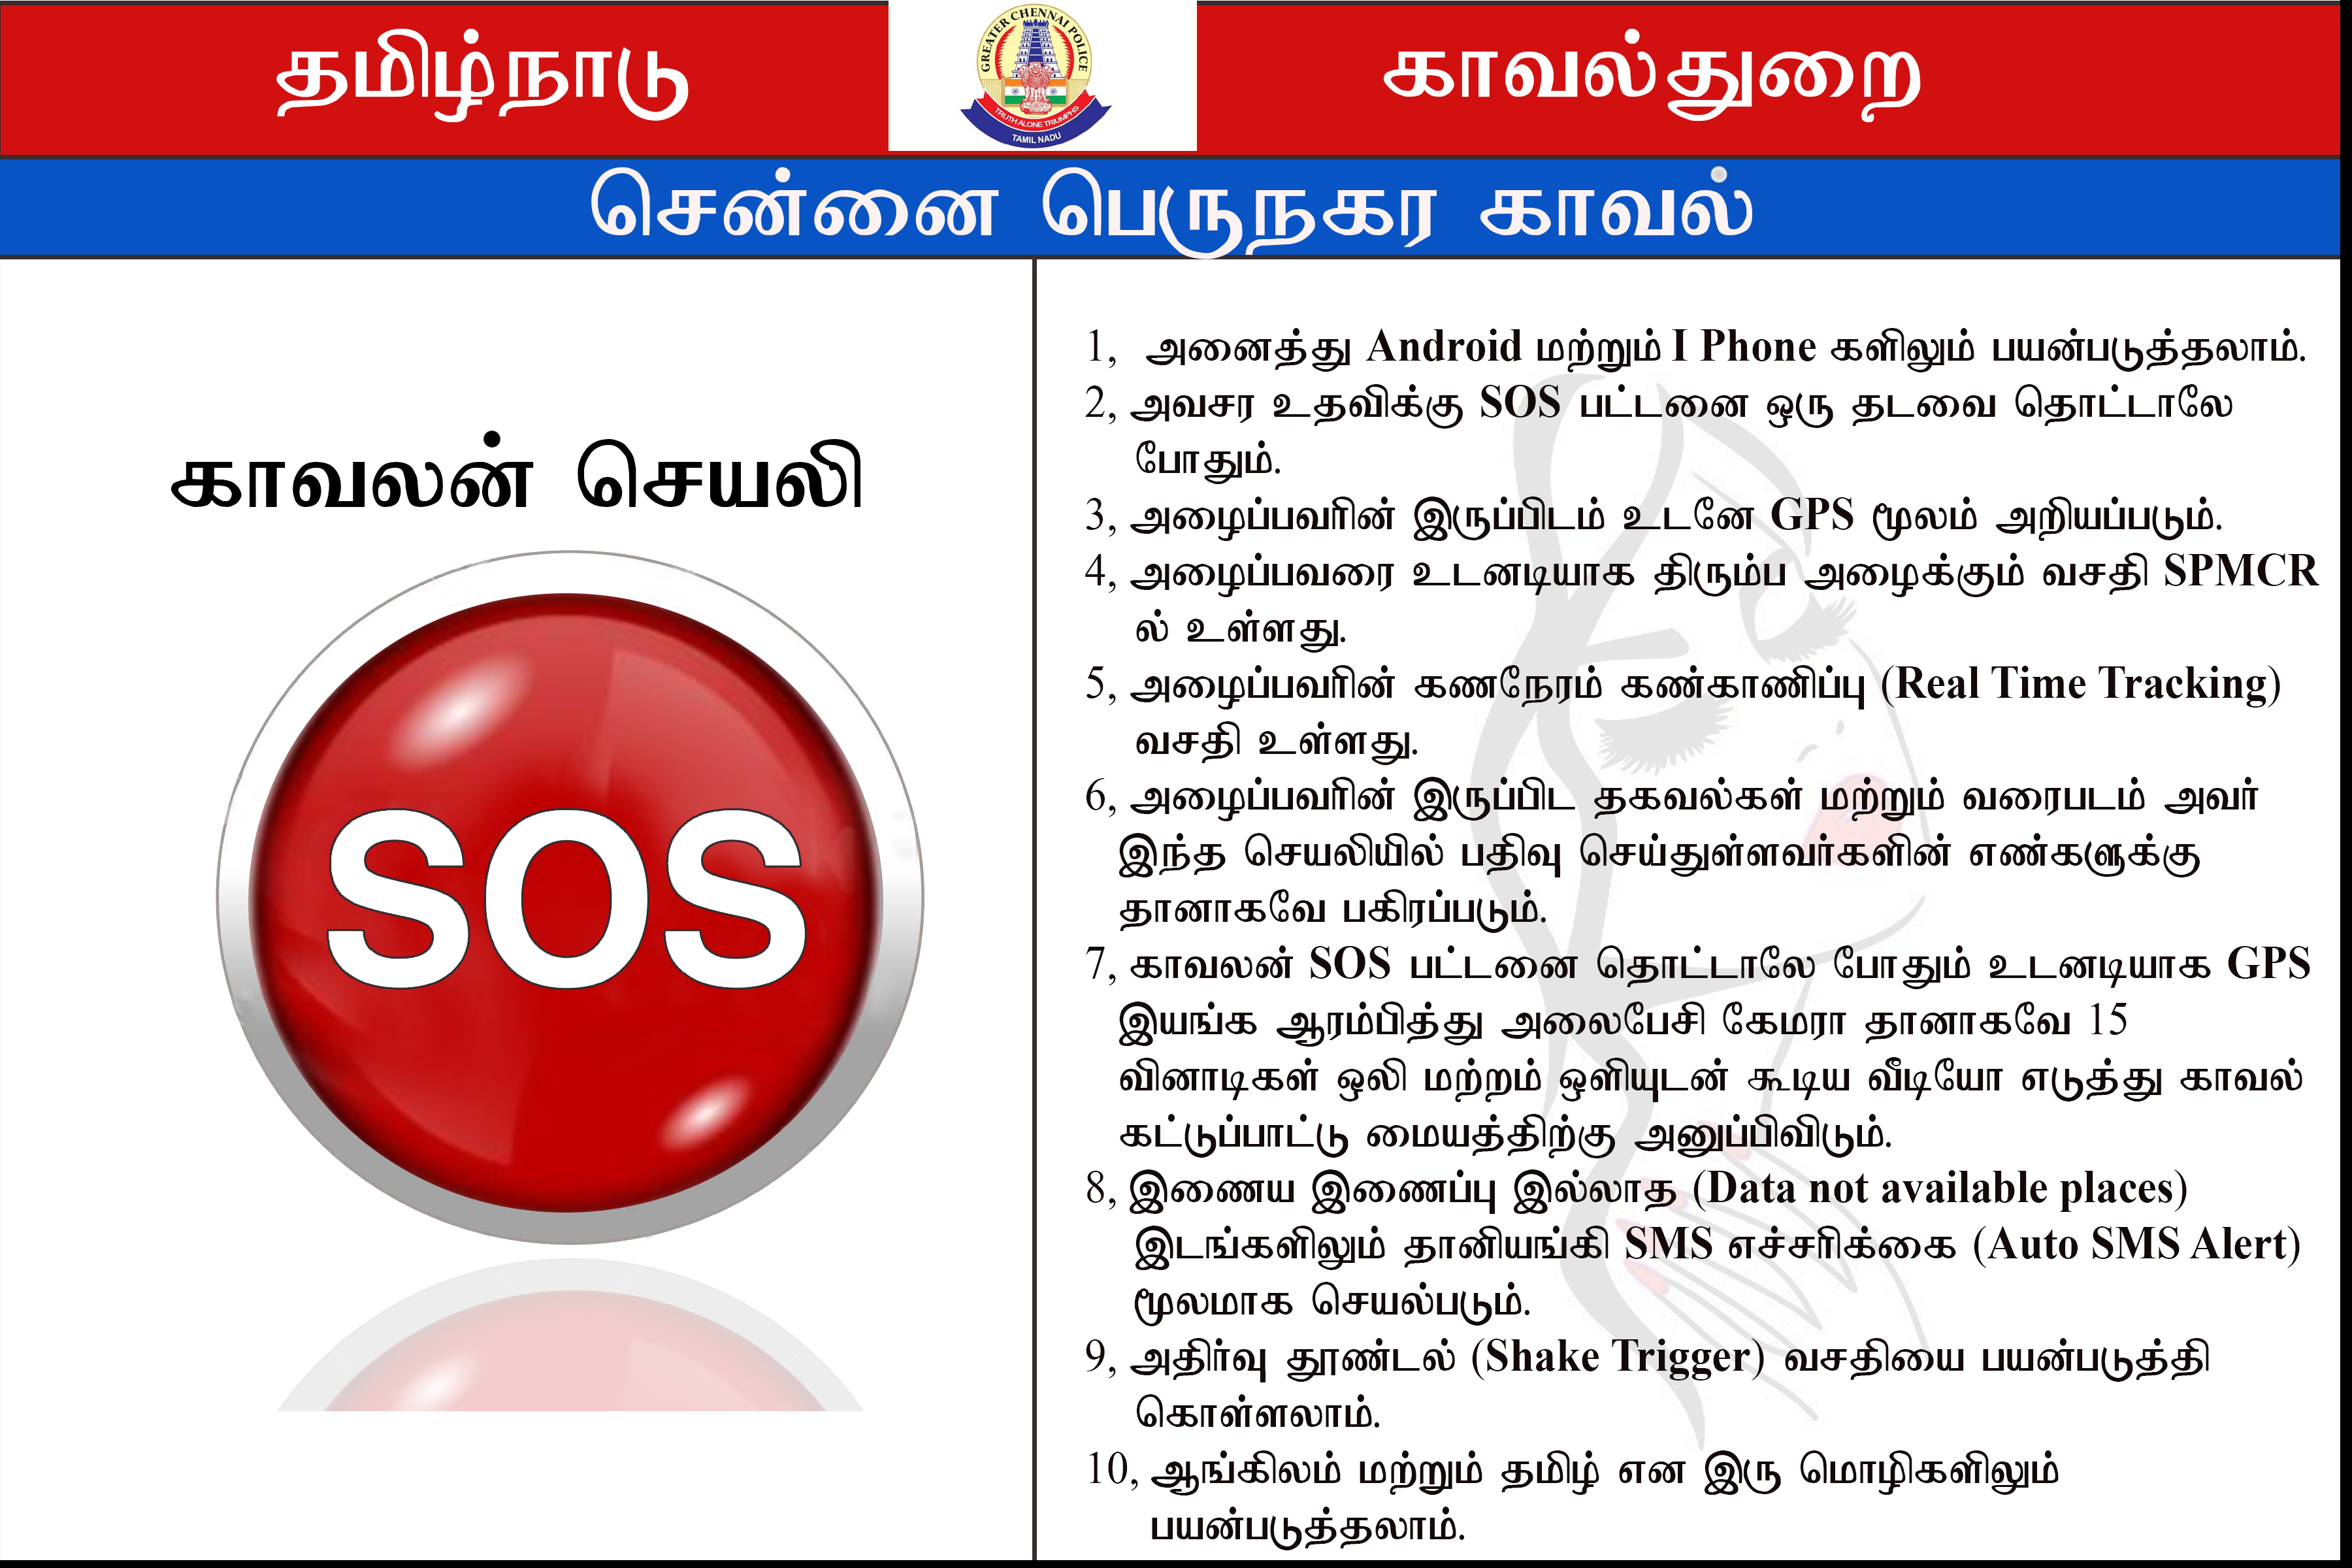 தமிழ்நாடு
GREATER CHENNAI POLICE
TRUTH ALONE TRIUMPHS
TAMIL NADU
காவல்துறை
சென்னை பெருநகர காவல்
காவலன் செயலி
SOS
1, அனைத்து Android மற்றும் I Phone களிலும் பயன்படுத்தலாம்.
2, அவசர உதவிக்கு SOS பட்டனை ஒரு தடவை தொட்டாலே
போதும்.
3, அழைப்பவரின் இருப்பிடம் உடனே GPS மூலம் அறியப்படும்.
4, அழைப்பவரை உடனடியாக திரும்ப அழைக்கும் வசதி SPMCR
ல் உள்ளது.
5, அழைப்பவரின் கணநேரம் கண்காணிப்பு (Real Time Tracking)
வசதி உள்ளது.
6, அழைப்பவரின் இருப்பிட தகவல்கள் மற்றும் வரைபடம் அவர்
இந்த செயலியில் பதிவு செய்துள்ளவர்களின் எண்களுக்கு
தானாகவே பகிரப்படும்.
7, காவலன் SOS பட்டனை தொட்டாலே போதும் உடனடியாக GPS
இயங்க ஆரம்பித்து அலைபேசி கேமரா தானாகவே 15
வினாடிகள் ஒலி மற்றம் ஒளியுடன் கூடிய வீடியோ எடுத்து காவல்
கட்டுப்பாட்டு மையத்திற்கு அனுப்பிவிடும்.
8, இணைய இணைப்பு இல்லாத (Data not available places)
இடங்களிலும் தானியங்கி SMS எச்சரிக்கை (Auto SMS Alert)
மூலமாக செயல்படும்.
9, அதிர்வு தூண்டல் (Shake Trigger) வசதியை பயன்படுத்தி
கொள்ளலாம்.
10, ஆங்கிலம் மற்றும் தமிழ் என இரு மொழிகளிலும்
பயன்படுத்தலாம்.